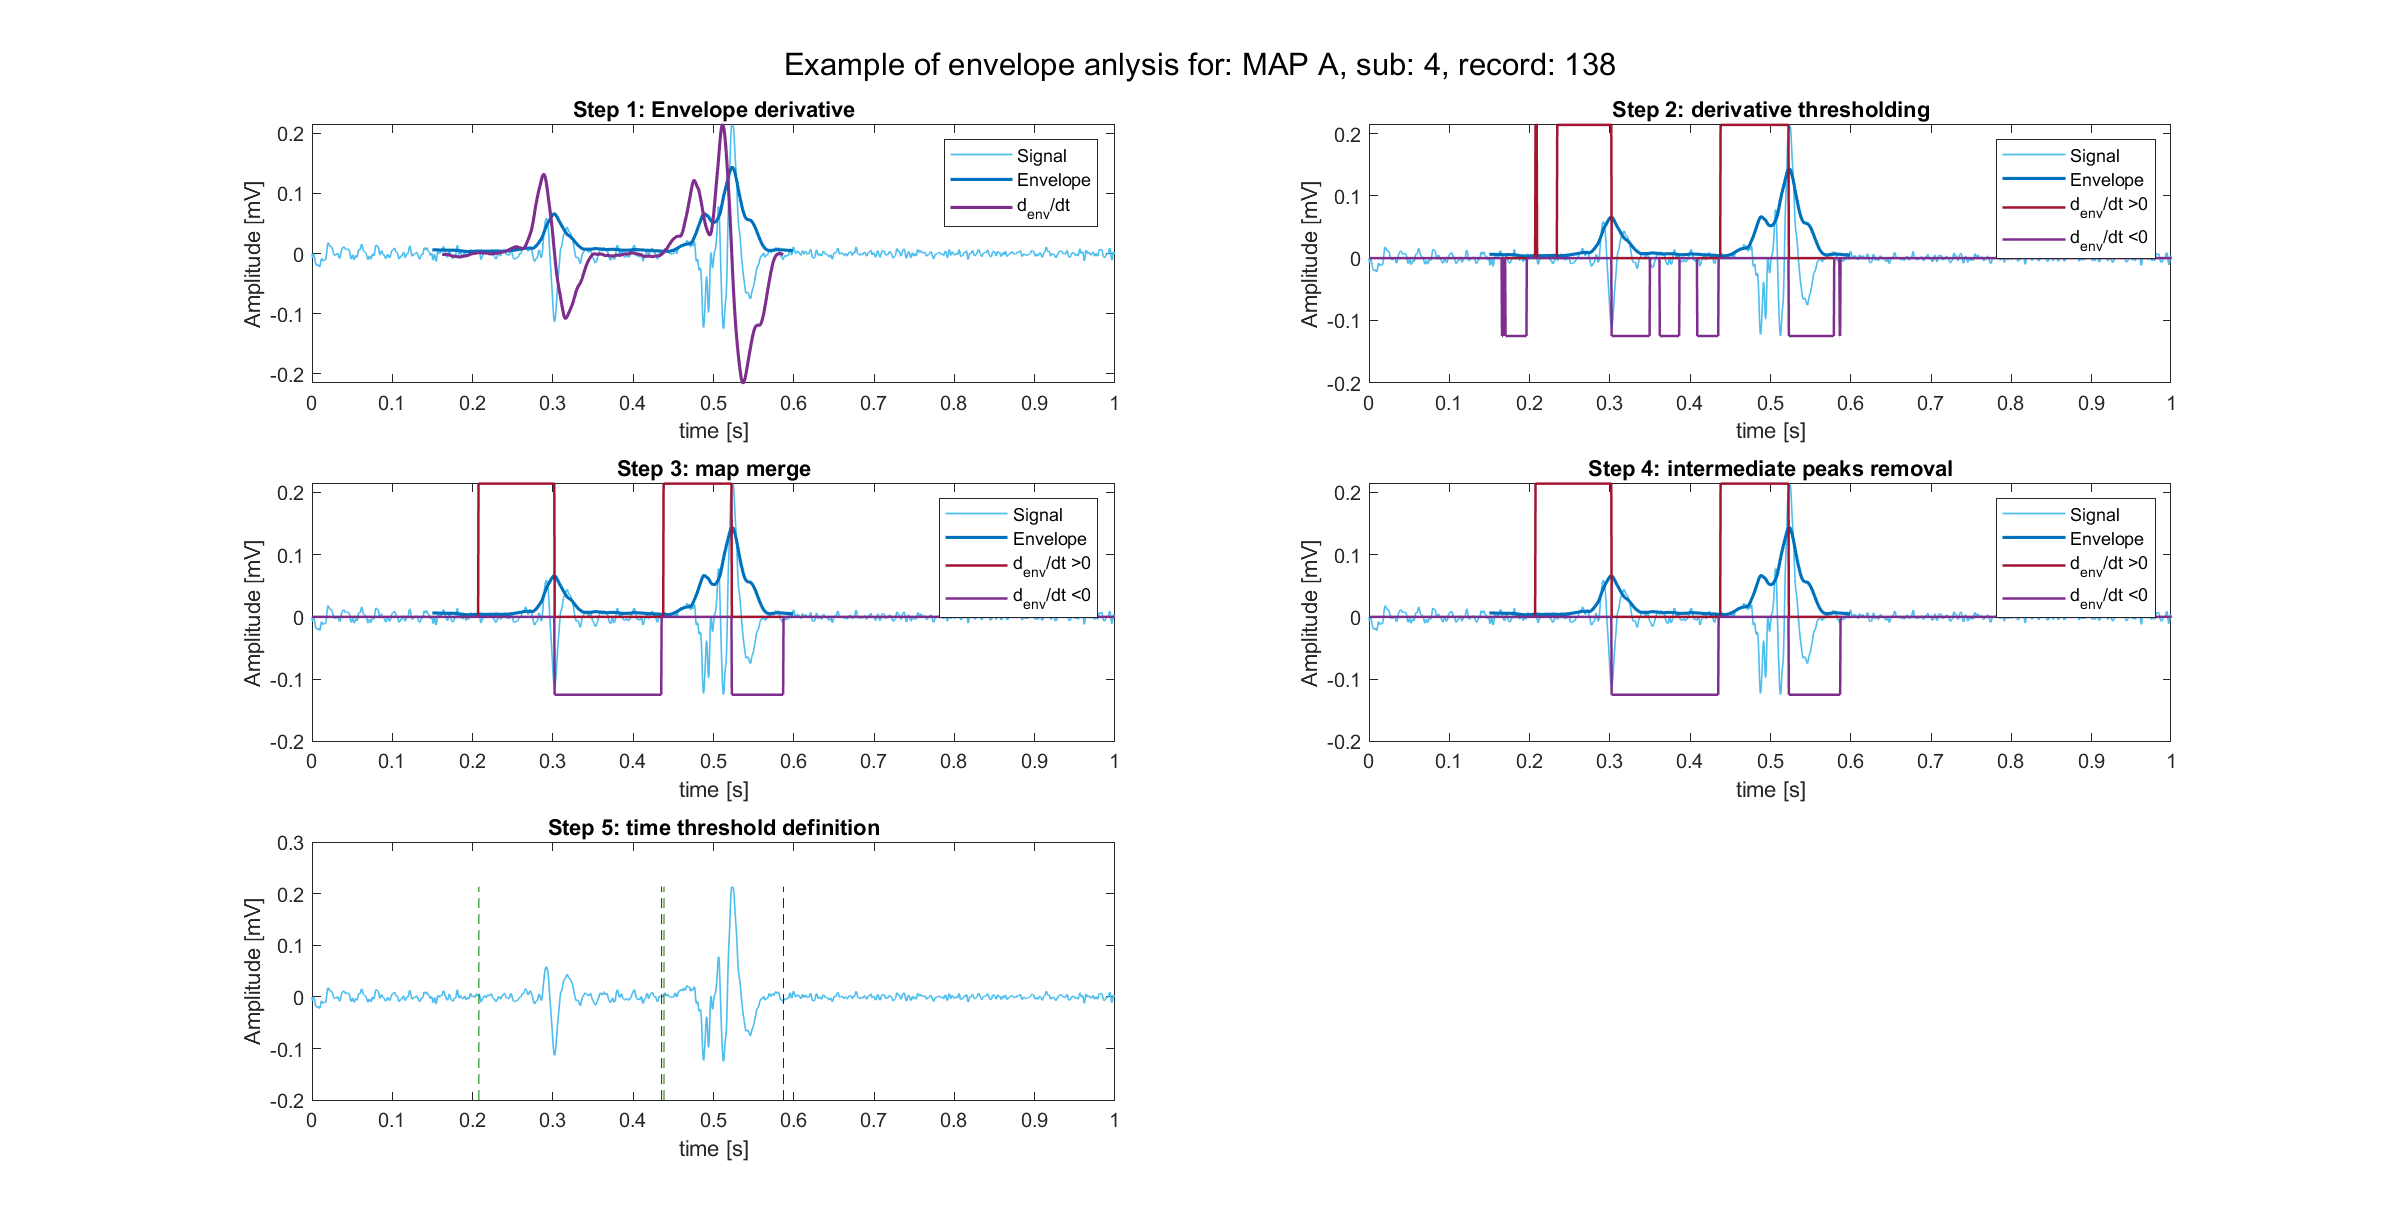 Example of envelope anlysis for: MAP A, sub: 4, record: 138
Step 1: Envelope derivative
0.2
0.1
0
-0.1
-0.2
Amplitude [mV]
0 0.1 0.2 0.3 0.4 0.5 0.6 0.7 0.8 0.9 1
time [s]
Signal
Envelope
d_env/dt
Step 2: derivative thresholding
0.2
0.1
0
-0.1
-0.2
Amplitude [mV]
0 0.1 0.2 0.3 0.4 0.5 0.6 0.7 0.8 0.9 1
time [s]
Signal
Envelope
d_env/dt >0
d_env/dt <0
Step 3: map merge
0.2
0.1
0
-0.1
-0.2
Amplitude [mV]
0 0.1 0.2 0.3 0.4 0.5 0.6 0.7 0.8 0.9 1
time [s]
Signal
Envelope
d_env/dt >0
d_env/dt <0
Step 4: intermediate peaks removal
0.2
0.1
0
-0.1
-0.2
Amplitude [mV]
0 0.1 0.2 0.3 0.4 0.5 0.6 0.7 0.8 0.9 1
time [s]
Signal
Envelope
d_env/dt >0
d_env/dt <0
Step 5: time threshold definition
0.3
0.2
0.1
0
-0.1
-0.2
Amplitude [mV]
0 0.1 0.2 0.3 0.4 0.5 0.6 0.7 0.8 0.9 1
time [s]